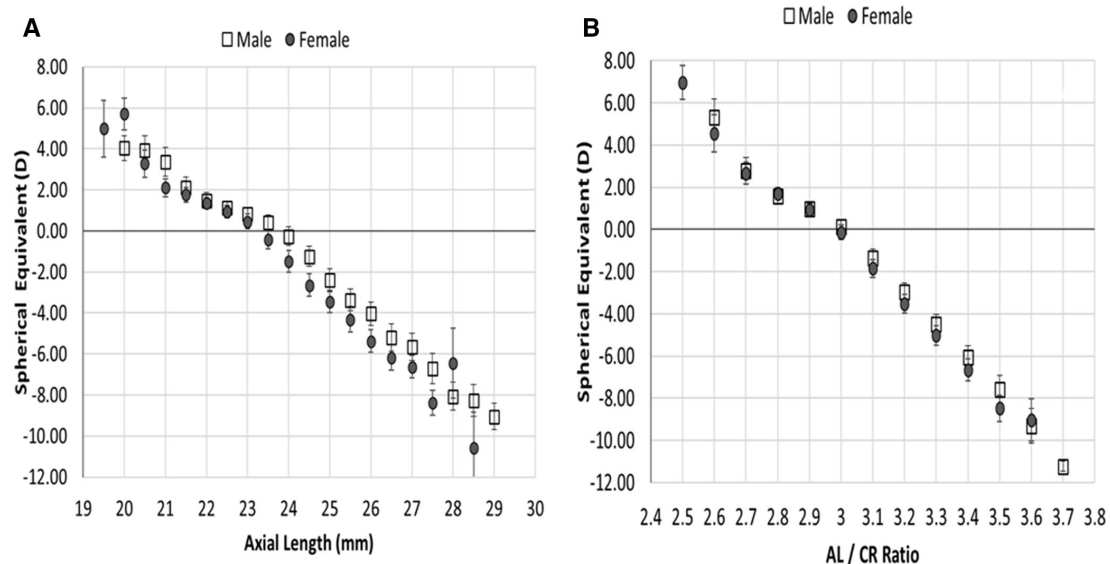 A
Male Female
8.00
6.00
4.00
2.00
0.00
-2.00
-4.00
-6.00
-8.00
-10.00
-12.00
Spherical Equivalent (D)
19 20 21 22 23 24 25 26 27 28 29 30
Axial Length (mm)
B
Male Female
8.00
6.00
4.00
2.00
0.00
-2.00
-4.00
-6.00
-8.00
-10.00
-12.00
Spherical Equivalent (D)
2.4 2.5 2.6 2.7 2.8 2.9 3 3.1 3.2 3.3 3.4 3.5 3.6 3.7 3.8
AL / CR Ratio